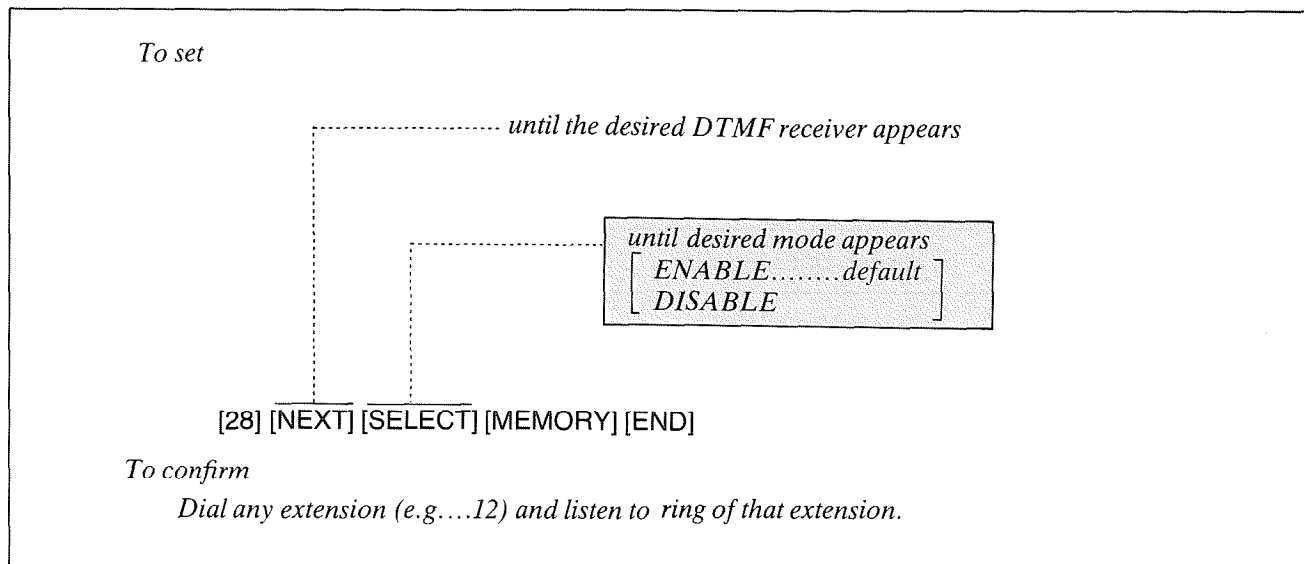 To set
until the desired DTMF receiver appears
until desired mode appears
ENABLE........default
DISABLE
[28] [NEXT] [SELECT] [MEMORY] [END]
To confirm
Dial any extension (e.g....12) and listen to ring of that extension.